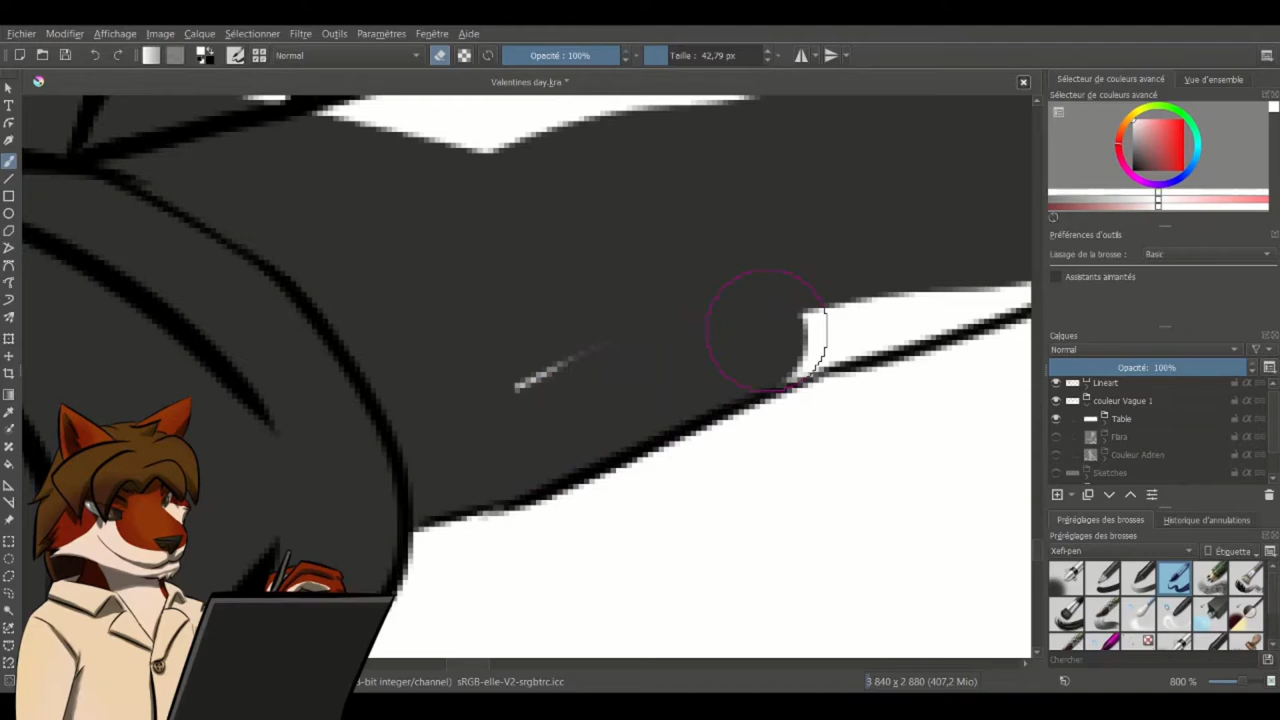 Fichier Modifier Affichage Image Calque Sélectionner Filtre Outils Paramètres Fenêtre Aide
Normal Opacité : 100% Taille : 42,79 px
Valentines day.kra *
Sélecteur de couleurs avancé Vue d'ensemble
Sélecteur de couleurs avancé
Préférences d'outils
Lissage de la brosse : Basic
Assistants aimantés
Calques
Normal
Opacité: 100%
Lineart
couleur Vague 1
Table
Flara
Couleur Adrien
Sketches
Préréglages des brosses Historique d'annulations
Préréglages des brosses
Xefi-pen Étiquette
Chercher
-bit integer/channel) sRGB-elle-V2-srgbtrc.icc 3 840 x 2 880 (407,2 Mio) 800 %